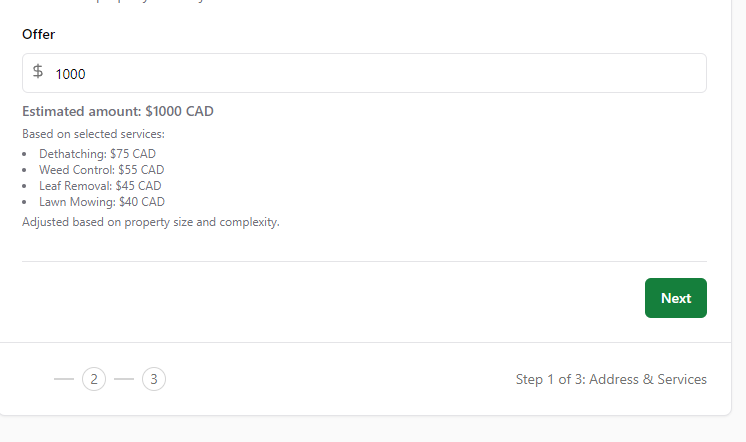 Offer
$ 1000
Estimated amount: $1000 CAD
Based on selected services:
Dethatching: $75 CAD
Weed Control: $55 CAD
Leaf Removal: $45 CAD
Lawn Mowing: $40 CAD
Adjusted based on property size and complexity.
Next
2 3 Step 1 of 3: Address & Services